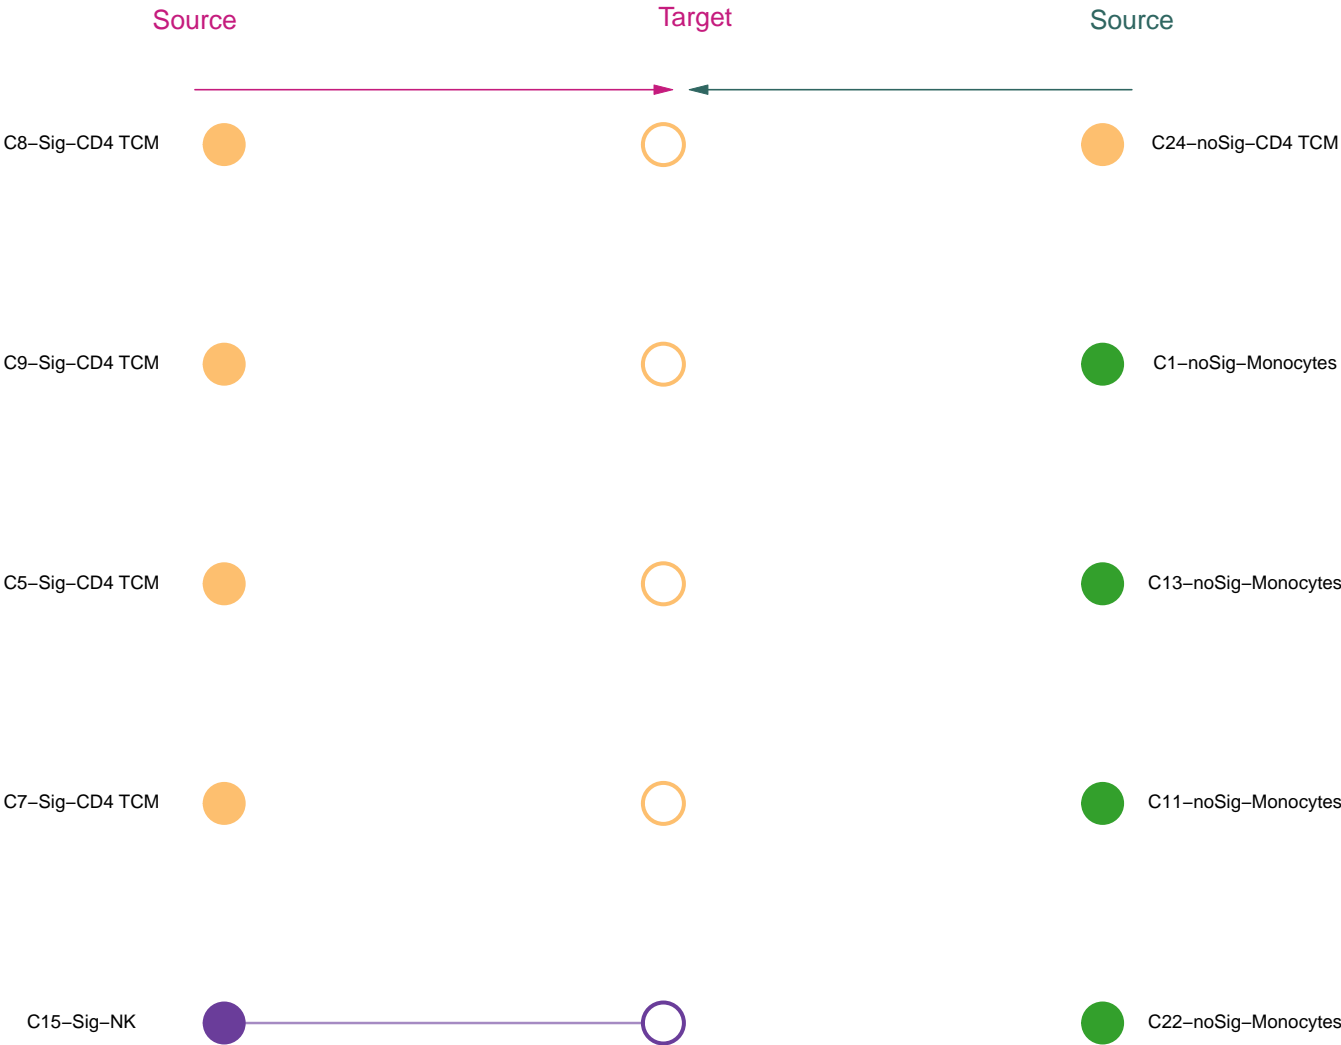 Source Target Source
C8–Sig–CD4 TCM C24–noSig–CD4 TCM
C9–Sig–CD4 TCM C1–noSig–Monocytes
C5–Sig–CD4 TCM C13–noSig–Monocytes
C7–Sig–CD4 TCM C11–noSig–Monocytes
C15–Sig–NK C22–noSig–Monocytes